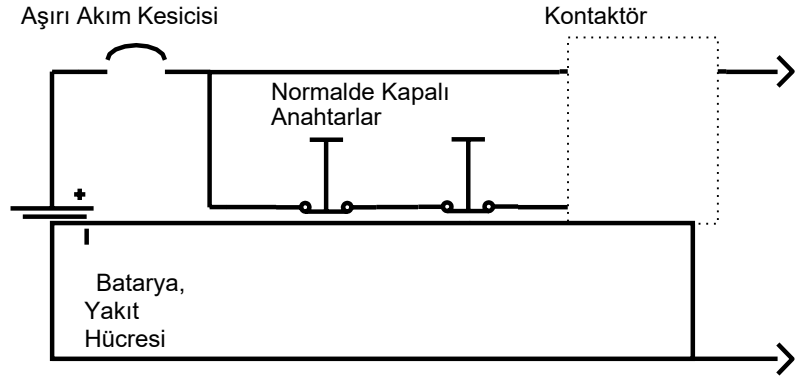 Aşırı Akım Kesicisi
Kontaktör
Normalde Kapalı
Anahtarlar
+
Batarya,
Yakıt
Hücresi